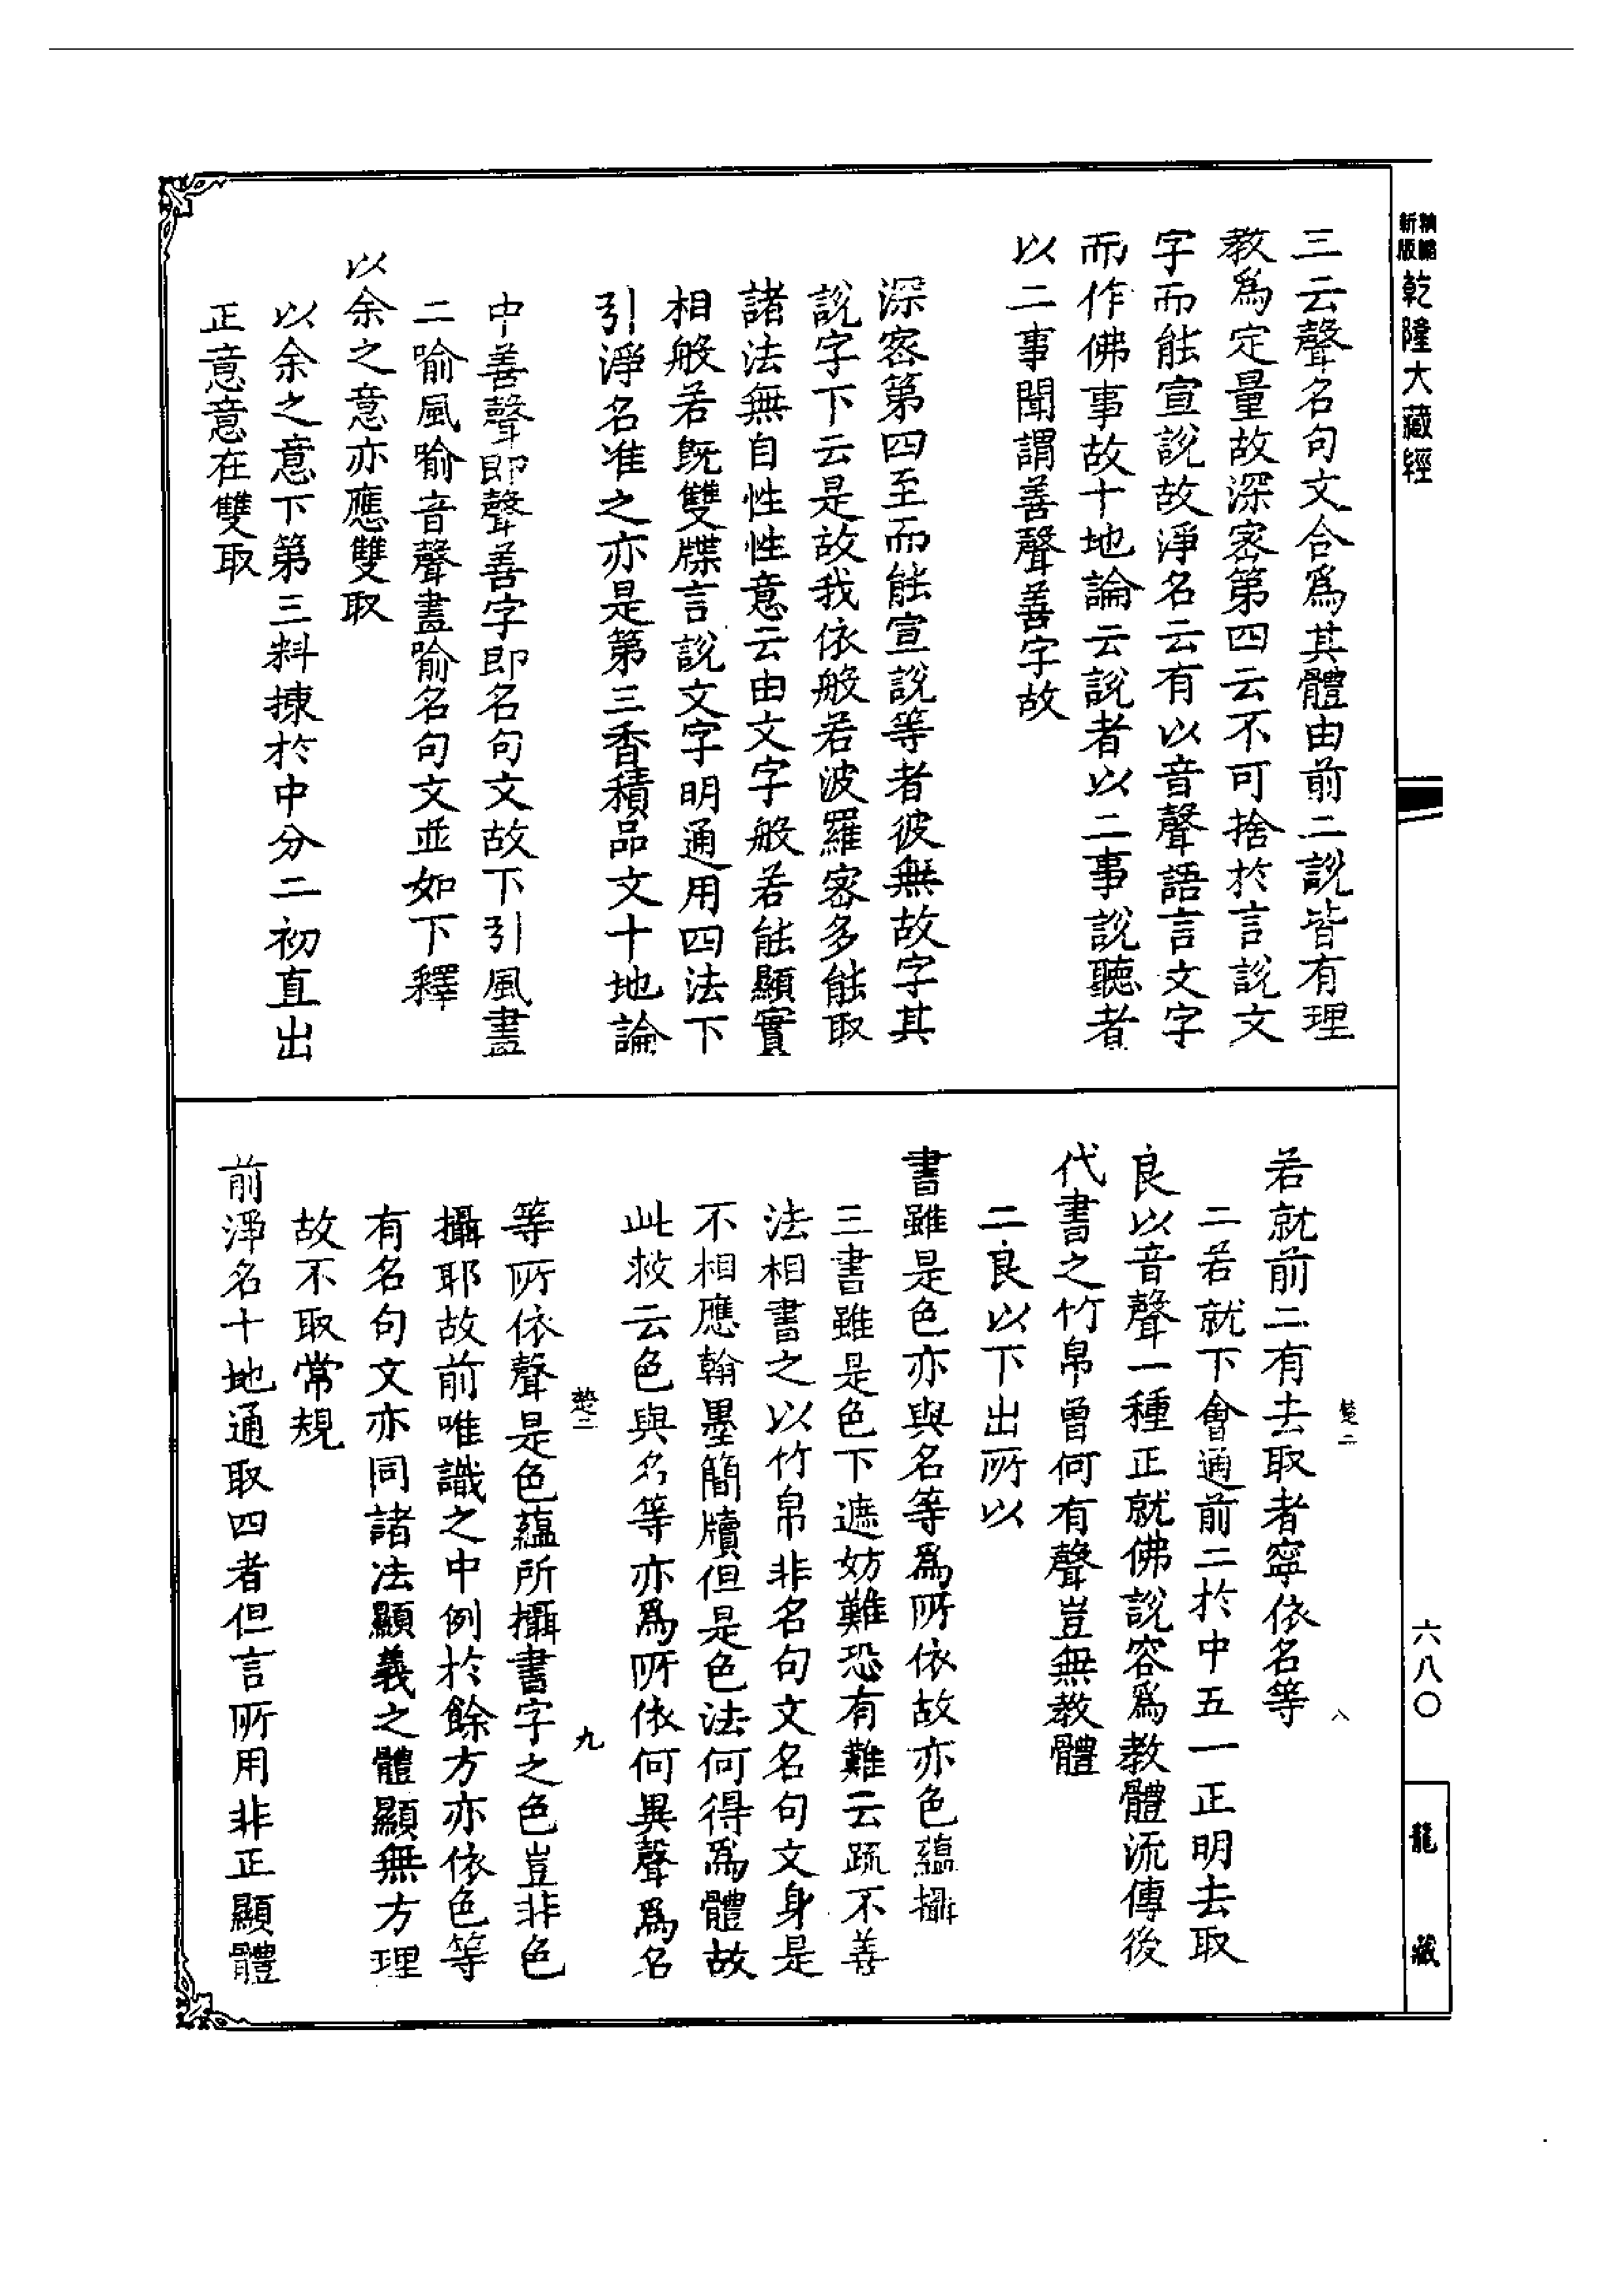 新版
精縮
乾隆大藏經
三云聲名句文合爲其體由前二說皆有理
教爲定量故深密第四云不可捨於言說文
字而能宣說故淨名云有以音聲語言文字
而作佛事故十地論云說者以二事說聽者
以二事聞謂善聲善字故
深密第四至而能宣說等者彼無故字其
說字下云是故我依般若波羅密多能取
諸法無自性性意云由文字般若能顯實
相般若旣雙牒言說文字明通用四法下
引淨名准之亦是第三香積品文十地論
中善聲即聲善字即名句文故下引風畫
二喻風喻音聲畫喻名句文並如下釋
以余之意亦應雙取
以余之意下第三料揀於中分二初直出
正意意在雙取
楚二
八
若就前二有去取者寧依名等
二若就下會通前二於中五一正明去取
良以音聲一種正就佛說容爲教體流傳後
代書之竹帛曾何有聲豈無教體
二良以下出所以
書雖是色亦與名等爲所依故亦色蘊攝
三書雖是色下遮妨難恐有難云䟽不善
法相書之以竹帛非名句文名句文身是
不相應翰墨簡牘但是色法何得爲體故
此救云色與名等亦爲所依何異聲爲名
楚二
九
等所依聲是色蘊所攝書字之色豈非色
攝耶故前唯識之中例於餘方亦依色等
有名句文亦同諸法顯義之體顯無方理
故不取常規
前淨名十地通取四者但言所用非正顯體
六八〇
龍藏